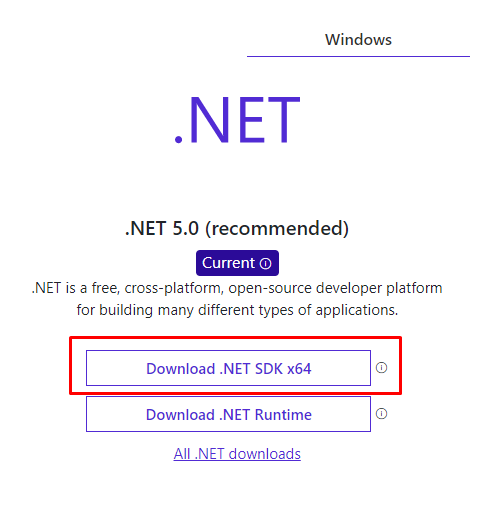 Windows
.NET
.NET 5.0 (recommended)
Current
.NET is a free, cross-platform, open-source developer platform
for building many different types of applications.
Download .NET SDK x64
Download .NET Runtime
All .NET downloads